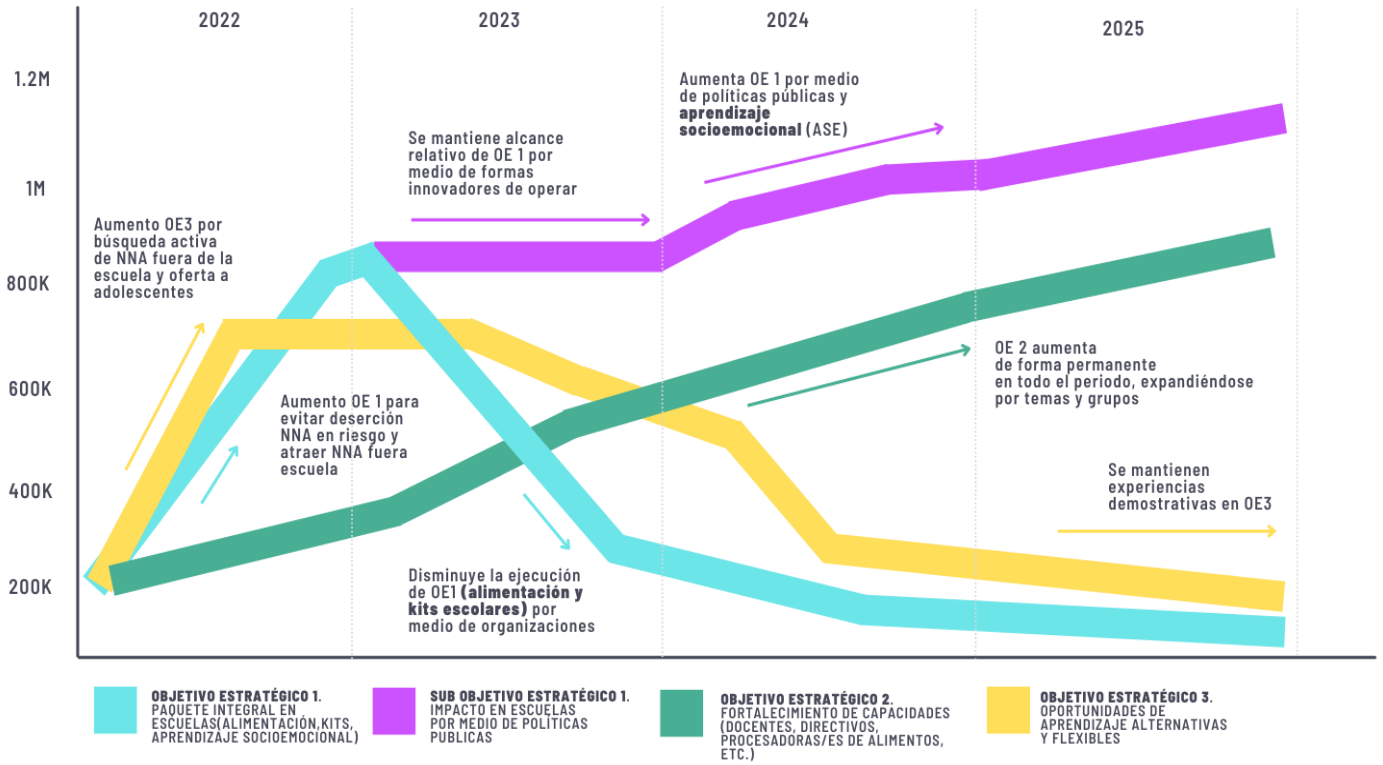 2022
2023
2024
2025
1.2M
1M
800K
600K
400K
200K
Aumento OE3 por
búsqueda activa
de NNA fuera de la
escuela y oferta a
adolescentes
Se mantiene alcance
relativo de OE 1 por
medio de formas
innovadores de operar
Aumenta OE 1 por medio
de políticas públicas y
aprendizaje
socioemocional (ASE)
Aumento OE 1 para
evitar deserción
NNA en riesgo y
atraer NNA fuera
escuela
OE 2 aumenta
de forma permanente
en todo el periodo, expandiéndose
por temas y grupos
Se mantienen
experiencias
demostrativas en OE3
Disminuye la ejecución
de OE1 (alimentación y
kits escolares) por
medio de organizaciones
OBJETIVO ESTRATÉGICO 1.
PAQUETE INTEGRAL EN
ESCUELAS(ALIMENTACIÓN,KITS,
APRENDIZAJE SOCIOEMOCIONAL)
SUB OBJETIVO ESTRATÉGICO 1.
IMPACTO EN ESCUELAS
POR MEDIO DE POLÍTICAS
PUBLICAS
OBJETIVO ESTRATÉGICO 2.
FORTALECIMIENTO DE CAPACIDADES
(DOCENTES, DIRECTIVOS,
PROCESADORAS/ES DE ALIMENTOS,
ETC.)
OBJETIVO ESTRATÉGICO 3.
OPORTUNIDADES DE
APRENDIZAJE ALTERNATIVAS
Y FLEXIBLES